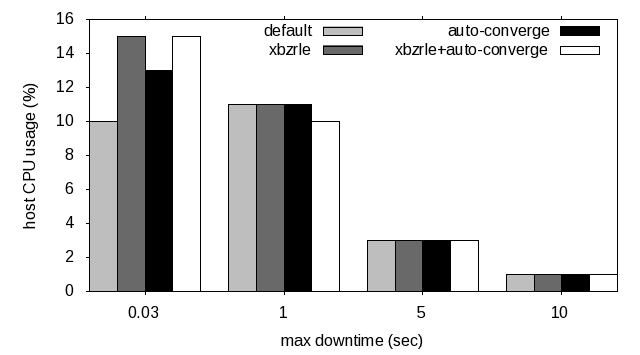 16
14
12
10
8
6
4
2
0
host CPU usage (%)
default
xbzrle
auto-converge
xbzrle+auto-converge
0.03 1 5 10
max downtime (sec)